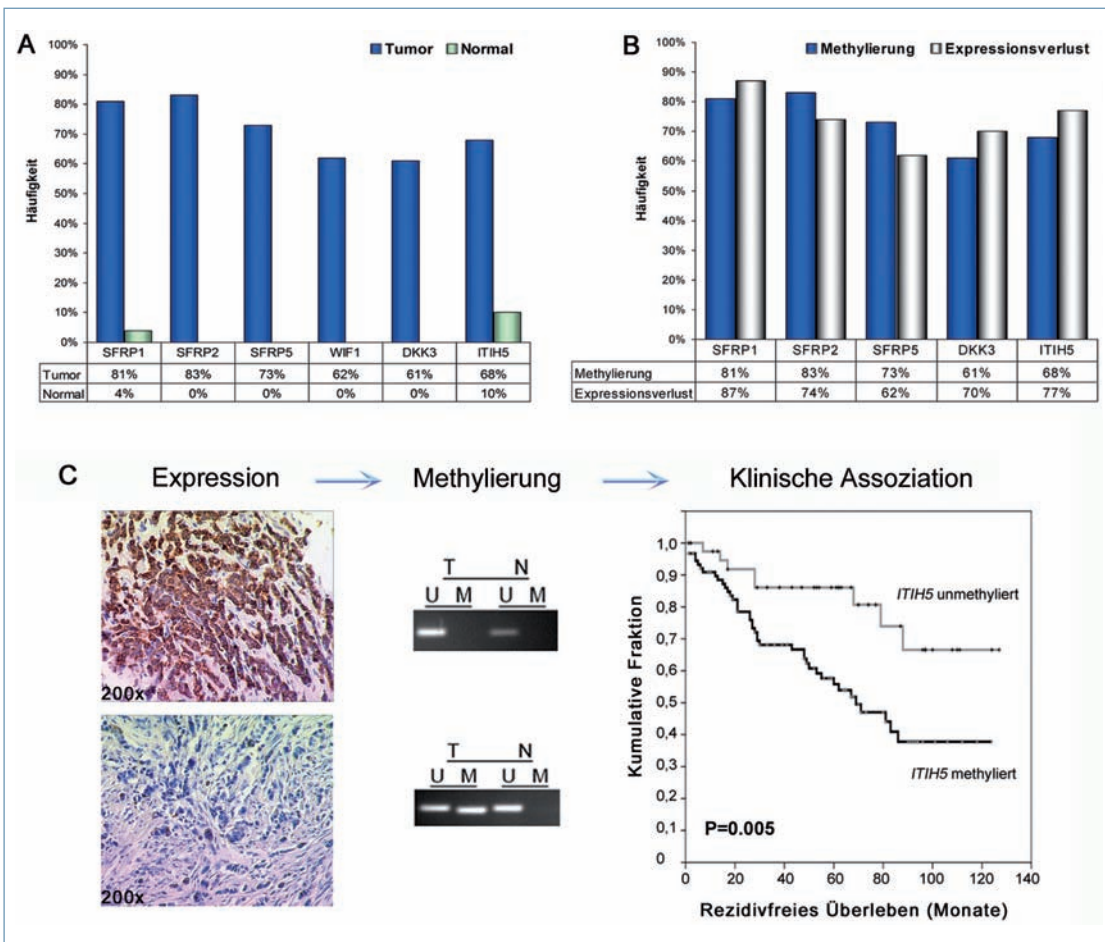 A
Tumor Normal
100%
90%
80%
70%
60%
50%
40%
30%
20%
10%
0%
Häufigkeit
SFRP1 SFRP2 SFRP5 WIF1 DKK3 ITIH5
Tumor 81% 83% 73% 62% 61% 68%
Normal 4% 0% 0% 0% 0% 10%
B
Methylierung Expressionsverlust
100%
90%
80%
70%
60%
50%
40%
30%
20%
10%
0%
Häufigkeit
SFRP1 SFRP2 SFRP5 DKK3 ITIH5
Methylierung 81% 83% 73% 61% 68%
Expressionsverlust 87% 74% 62% 70% 77%
C
Expression Methylierung Klinische Assoziation
200x
200x
T N
U M U M
T N
U M U M
1,0
0,9
0,8
0,7
0,6
0,5
0,4
0,3
0,2
0,1
0
Kumulative Fraktion
ITIH5 unmethyliert
ITIH5 methyliert
P=0.005
0 20 40 60 80 100 120 140
Rezidivfreies Überleben (Monate)